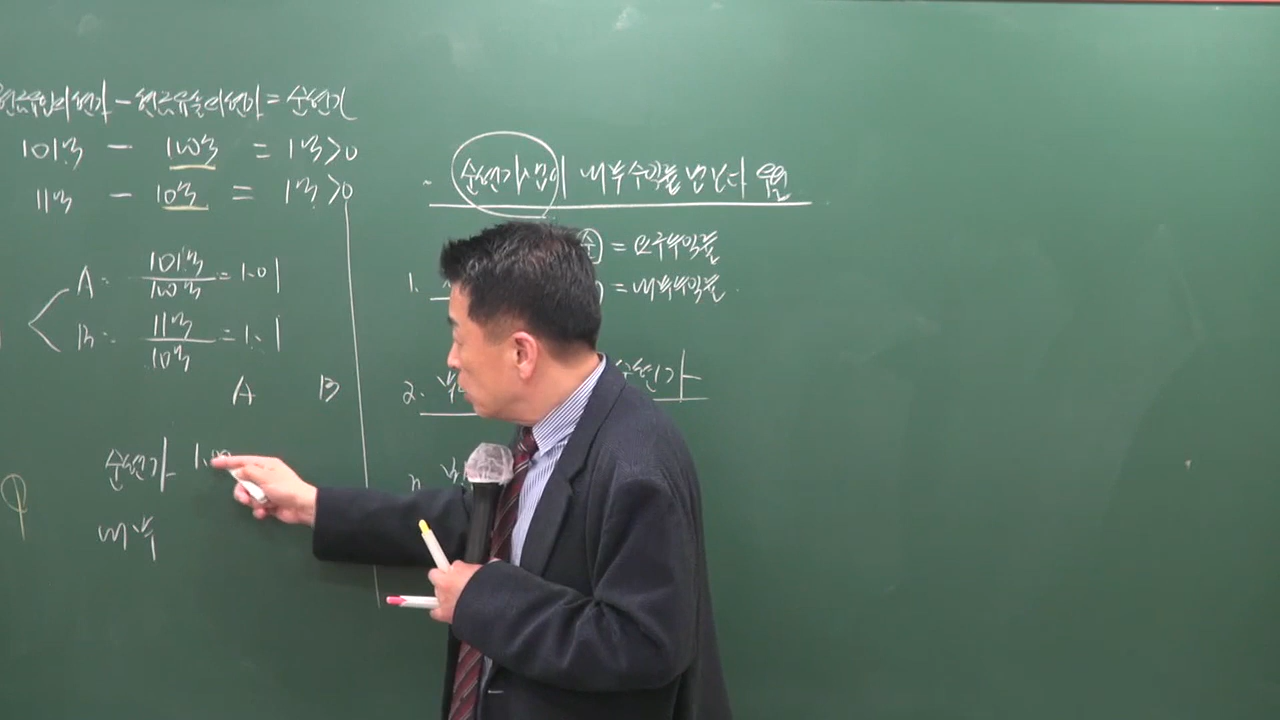 현금유입의현가 - 현금유출의현가 = 순현가
101억 - 100억 = 1억 > 0
11억 - 10억 = 1억 > 0
A. 101억/100억 = 1.01
B. 11억/10억 = 1.1
A B
순현가 1.00
내부
· 순현가법이 내부수익률법보다 우월
순 = 요구수익률
1. = 내부수익률
2. 부 순현가